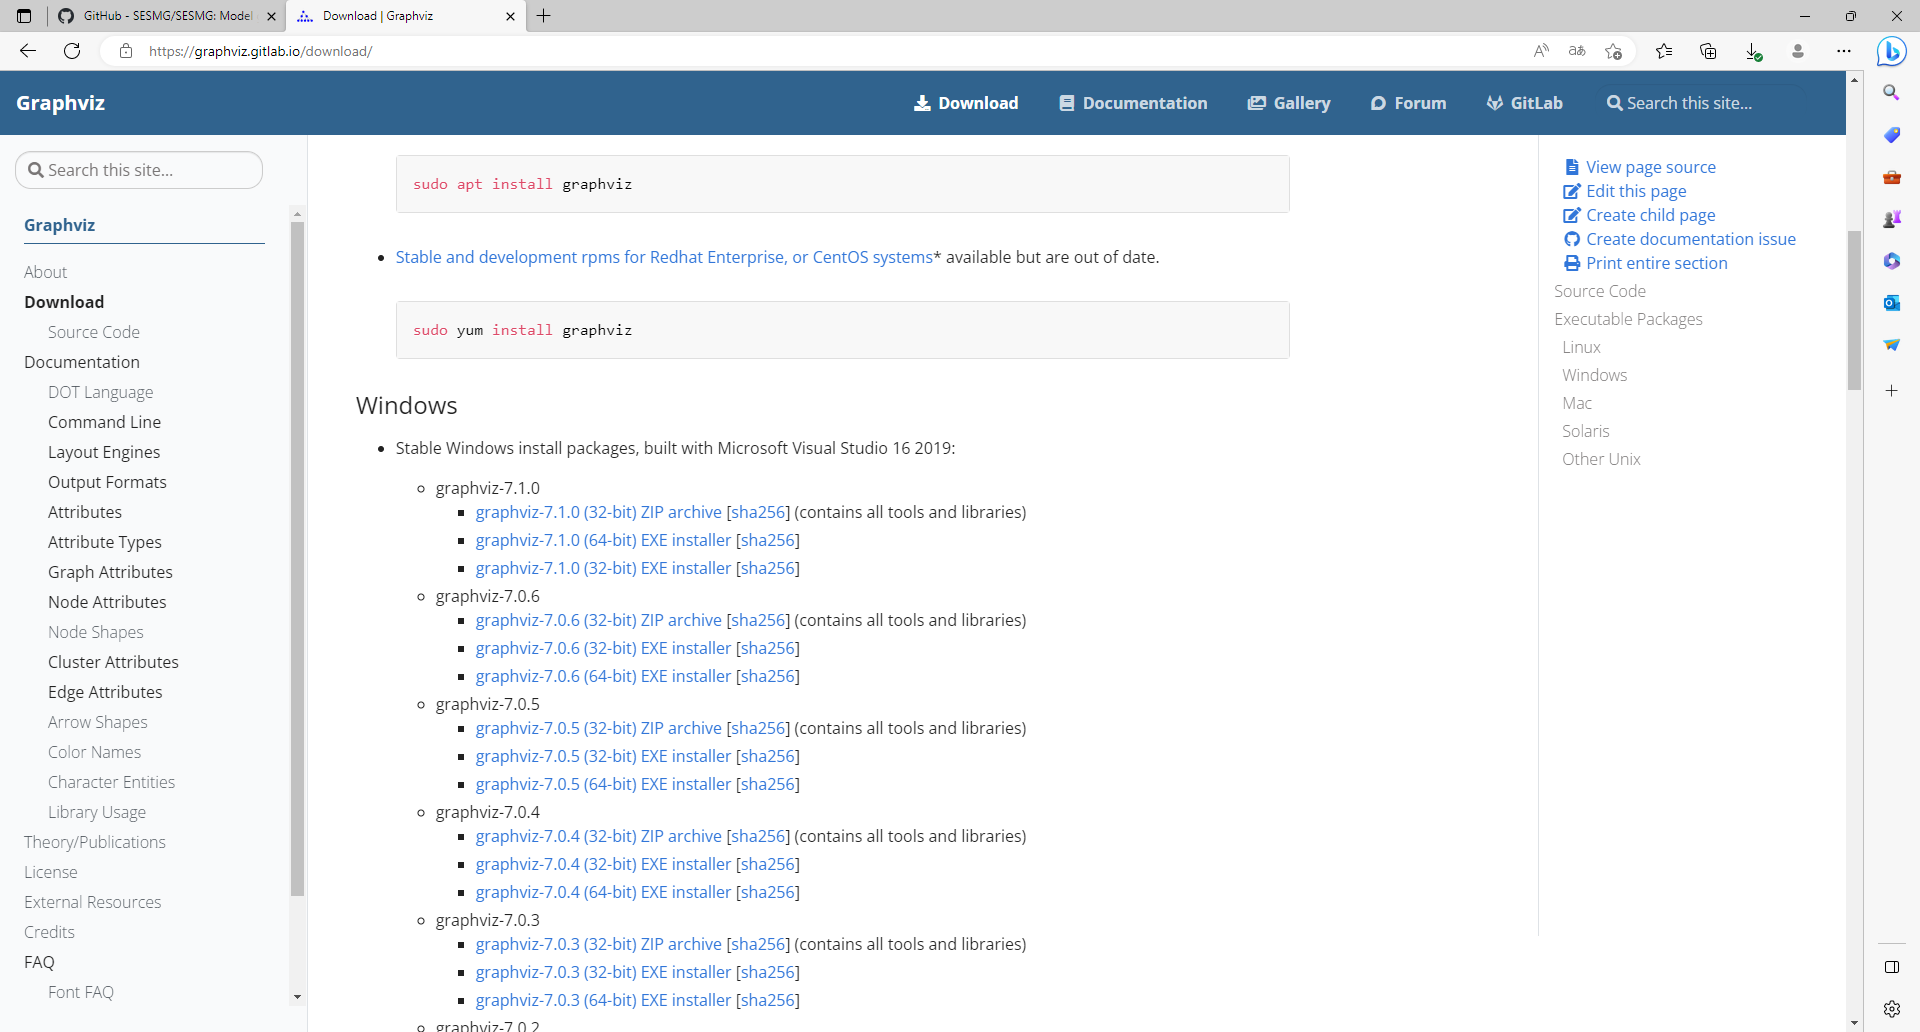 GitHub - SESMG/SESMG: Model
Download | Graphviz
https://graphviz.gitlab.io/download/
Graphviz
Download
Documentation
Gallery
Forum
GitLab
Search this site...
Search this site...
Graphviz
About
Download
Source Code
Documentation
DOT Language
Command Line
Layout Engines
Output Formats
Attributes
Attribute Types
Graph Attributes
Node Attributes
Node Shapes
Cluster Attributes
Edge Attributes
Arrow Shapes
Color Names
Character Entities
Library Usage
Theory/Publications
License
External Resources
Credits
FAQ
Font FAQ
sudo apt install graphviz
Stable and development rpms for Redhat Enterprise, or CentOS systems* available but are out of date.
sudo yum install graphviz
Windows
Stable Windows install packages, built with Microsoft Visual Studio 16 2019:
graphviz-7.1.0
graphviz-7.1.0 (32-bit) ZIP archive [sha256] (contains all tools and libraries)
graphviz-7.1.0 (64-bit) EXE installer [sha256]
graphviz-7.1.0 (32-bit) EXE installer [sha256]
graphviz-7.0.6
graphviz-7.0.6 (32-bit) ZIP archive [sha256] (contains all tools and libraries)
graphviz-7.0.6 (32-bit) EXE installer [sha256]
graphviz-7.0.6 (64-bit) EXE installer [sha256]
graphviz-7.0.5
graphviz-7.0.5 (32-bit) ZIP archive [sha256] (contains all tools and libraries)
graphviz-7.0.5 (32-bit) EXE installer [sha256]
graphviz-7.0.5 (64-bit) EXE installer [sha256]
graphviz-7.0.4
graphviz-7.0.4 (32-bit) ZIP archive [sha256] (contains all tools and libraries)
graphviz-7.0.4 (32-bit) EXE installer [sha256]
graphviz-7.0.4 (64-bit) EXE installer [sha256]
graphviz-7.0.3
graphviz-7.0.3 (32-bit) ZIP archive [sha256] (contains all tools and libraries)
graphviz-7.0.3 (32-bit) EXE installer [sha256]
graphviz-7.0.3 (64-bit) EXE installer [sha256]
graphviz-7.0.2
View page source
Edit this page
Create child page
Create documentation issue
Print entire section
Source Code
Executable Packages
Linux
Windows
Mac
Solaris
Other Unix